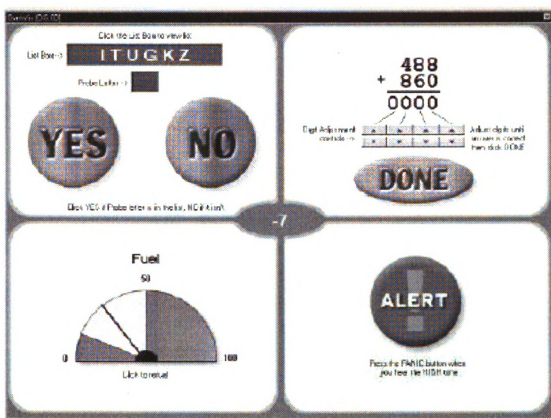 Click the List Box to view list
List Box->
ITUGKZ
Probe Letter ->
YES
NO
Click YES if Probe letter is in the list, NO if it isn't.
488
+ 860
0000
Digit Adjustment
controls ->
Adjust digits until
answer is correct
then click DONE
DONE
-7
Fuel
50
0
100
Click to refuel
ALERT
Press the PANIC button when
you hear the HIGH tone